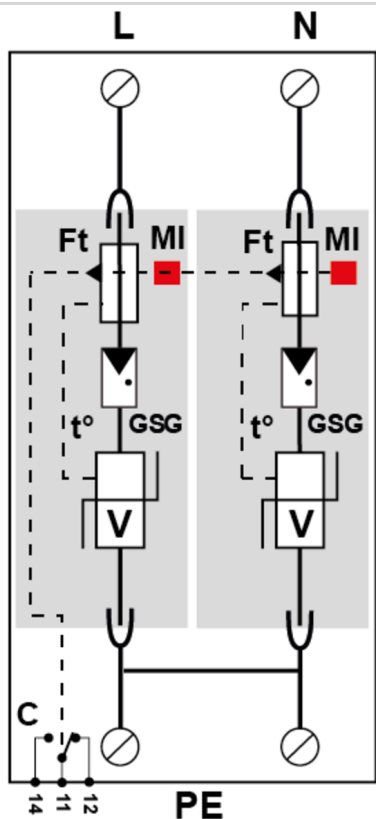 L N
Ft MI Ft MI
t° GSG t° GSG
V V
C
14 11 12 PE